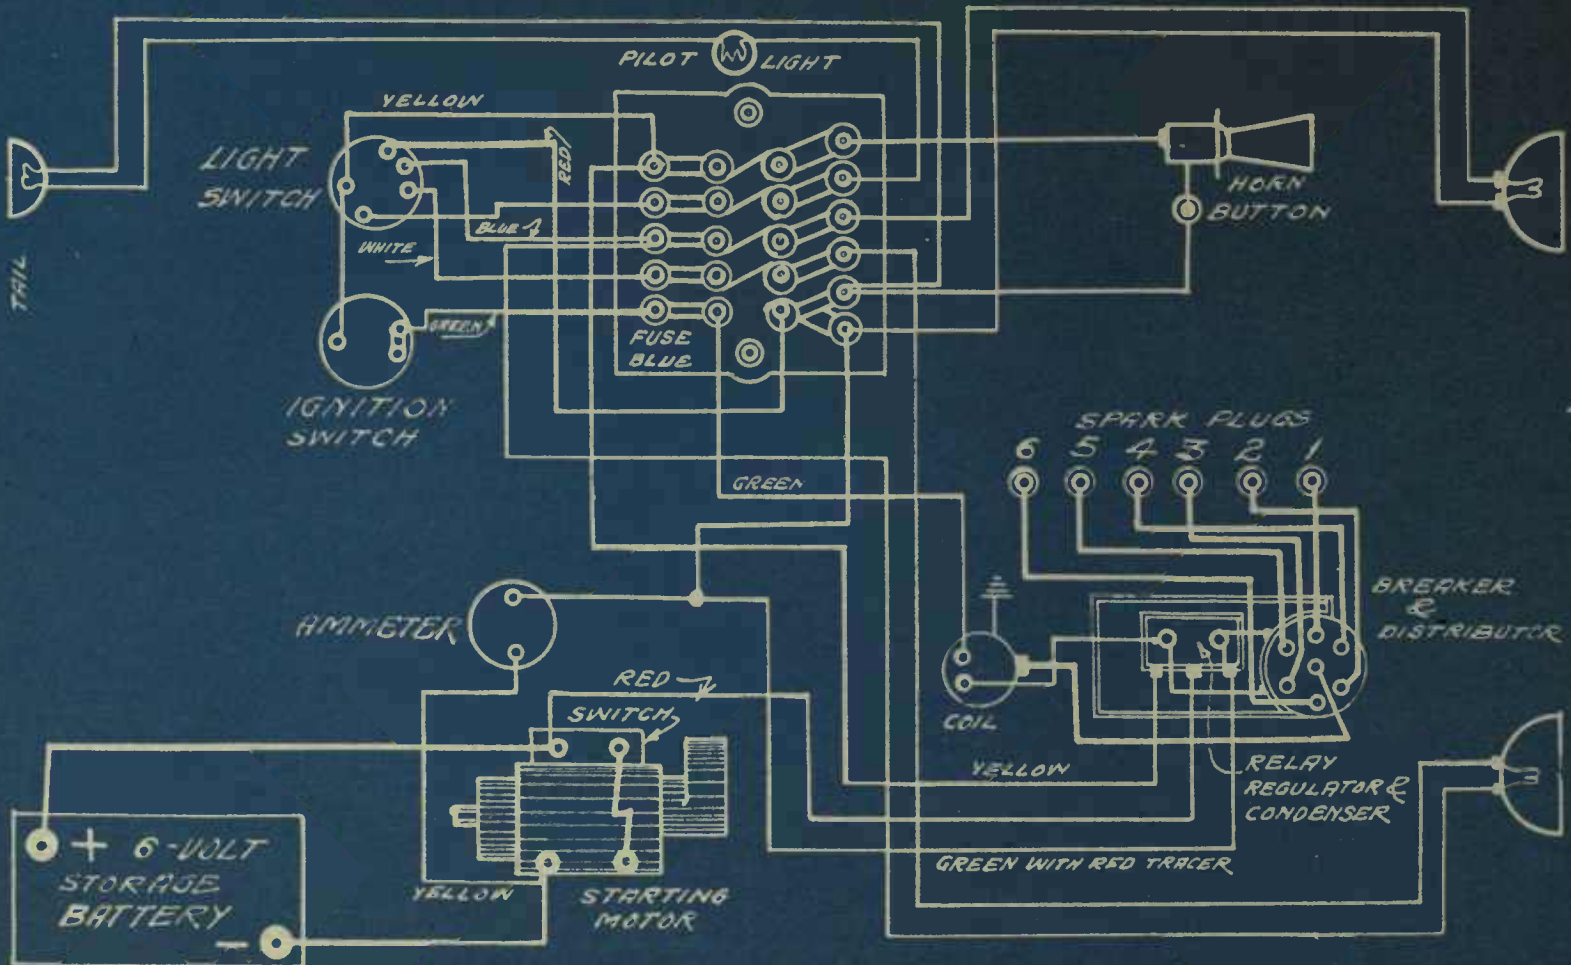 PILOT LIGHT
YELLOW
LIGHT
SWITCH
RED
BLUE
WHITE
TAIL
HORN
BUTTON
GREEN
FUSE
BLUE
IGNITION
SWITCH
SPARK PLUGS
6 5 4 3 2 1
GREEN
BREAKER
&
DISTRIBUTOR
AMMETER
RED
SWITCH
COIL
YELLOW
RELAY
REGULATOR &
CONDENSER
+ 6-VOLT
STORAGE
BATTERY
-
YELLOW
STARTING
MOTOR
GREEN WITH RED TRACER